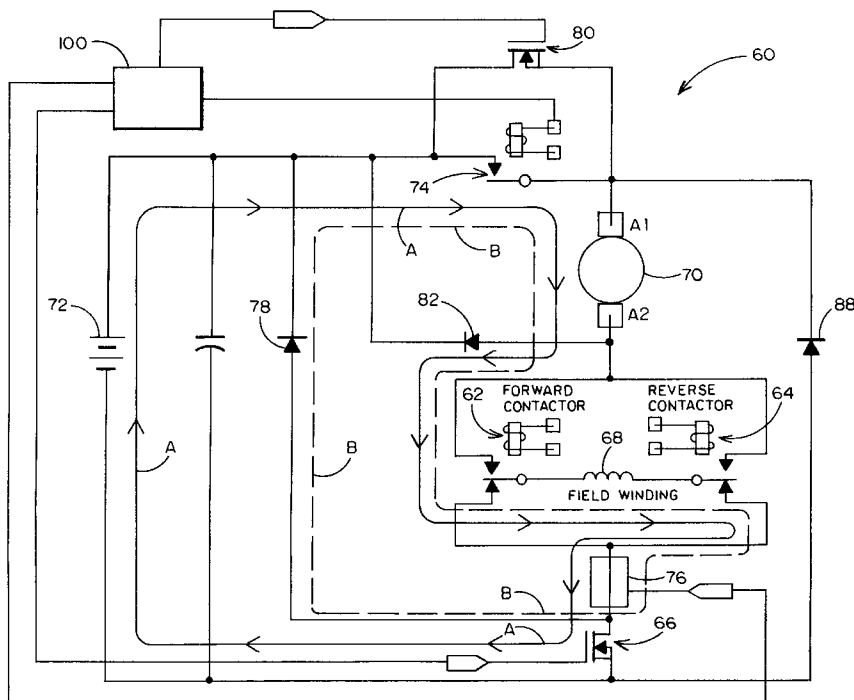 100
80
60
74
A1
A
B
70
72
78
82
A2
88
FORWARD
CONTACTOR
REVERSE
CONTACTOR
62
64
A
B
68
FIELD WINDING
76
B
A
66